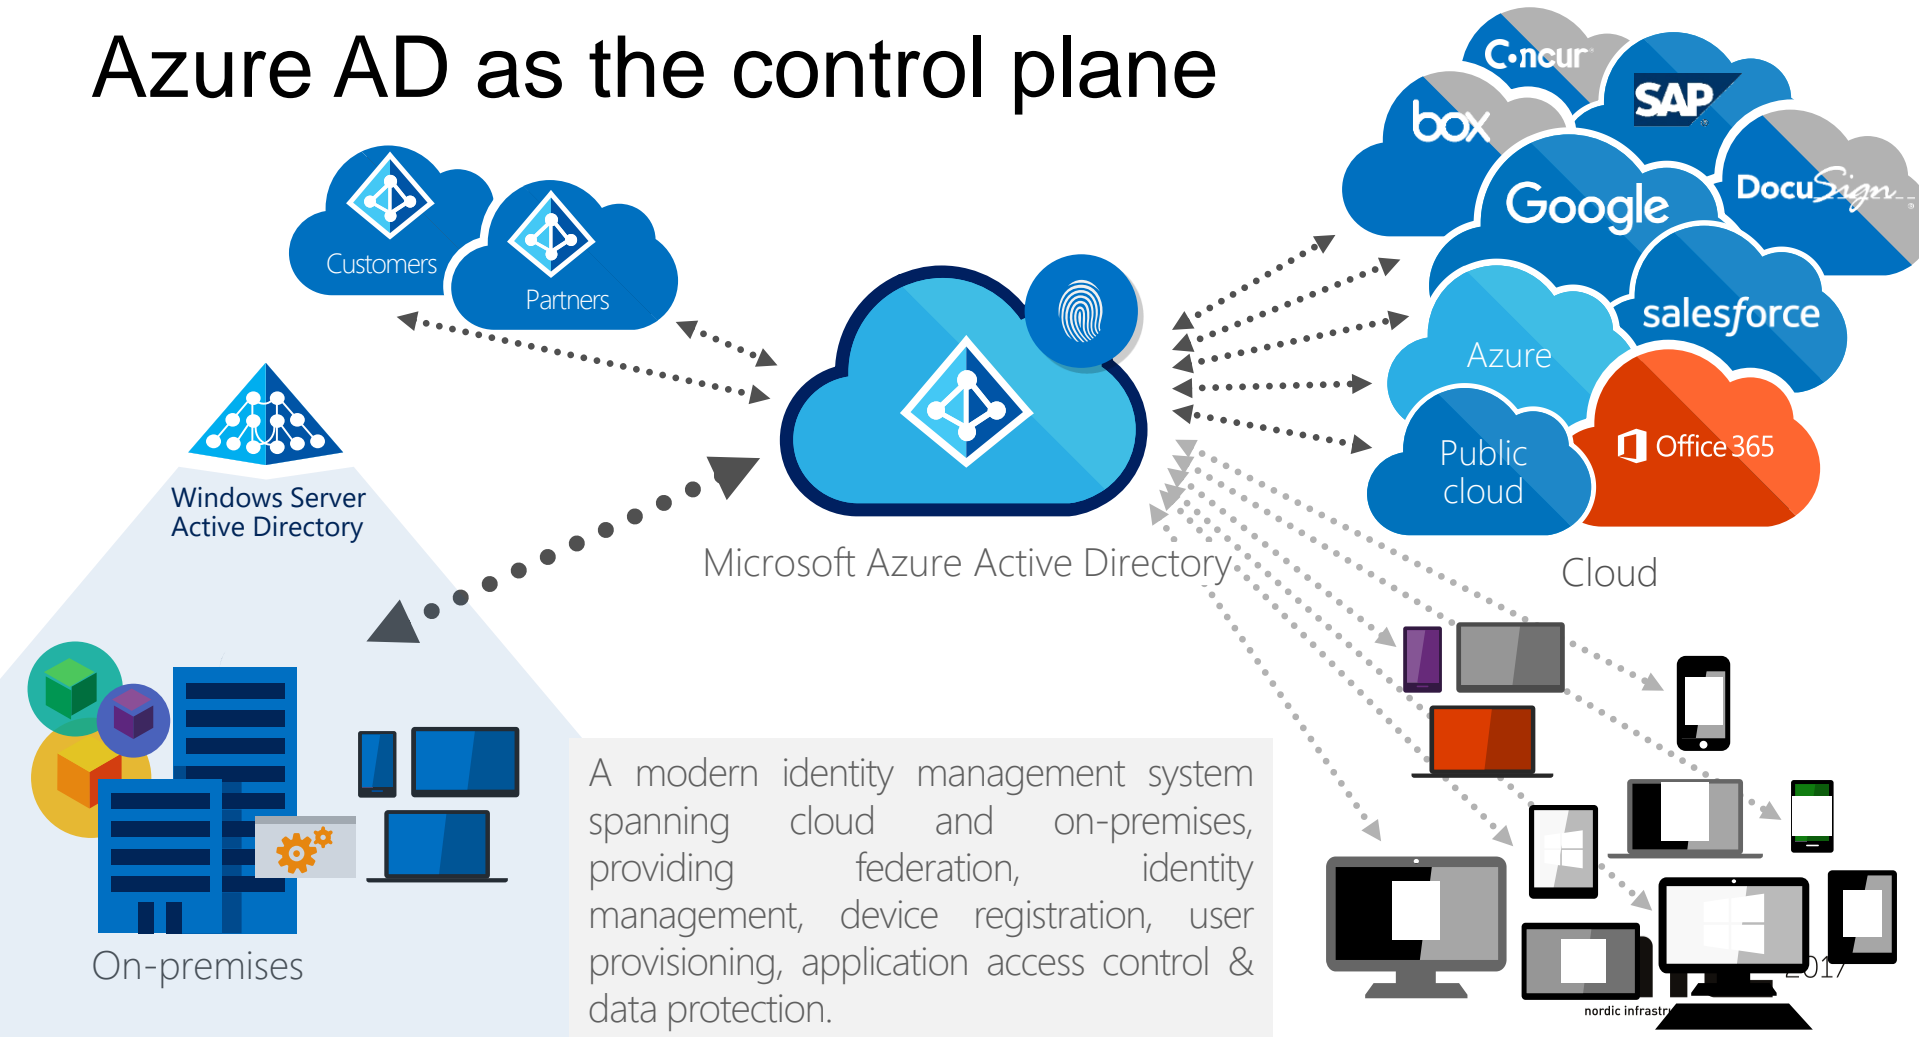 Azure AD as the control plane
Concur
SAP
box
DocuSign
Google
Customers
Partners
salesforce
Azure
Office 365
Public
cloud
Windows Server
Active Directory
Microsoft Azure Active Directory
Cloud
On-premises
A modern identity management system
spanning cloud and on-premises,
providing federation, identity
management, device registration, user
provisioning, application access control &
data protection.
2017
nordic